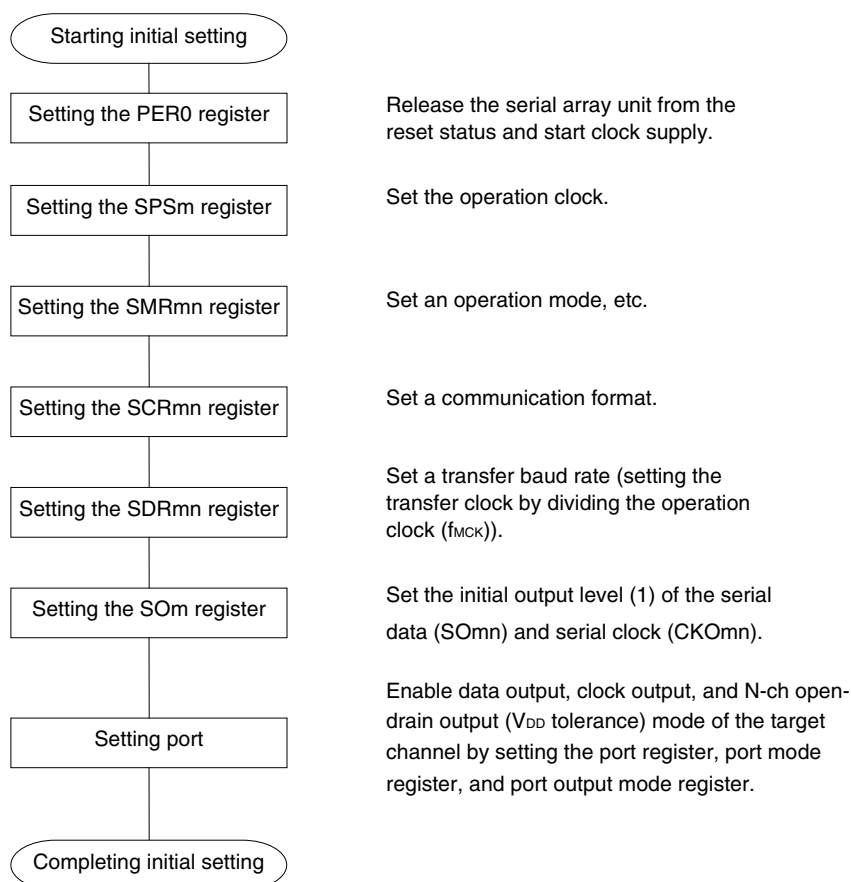 Starting initial setting
Setting the PER0 register
Release the serial array unit from the
reset status and start clock supply.
Setting the SPSm register
Set the operation clock.
Setting the SMRmn register
Set an operation mode, etc.
Setting the SCRmn register
Set a communication format.
Setting the SDRmn register
Set a transfer baud rate (setting the
transfer clock by dividing the operation
clock (fMCK)).
Setting the SOm register
Set the initial output level (1) of the serial
data (SOmn) and serial clock (CKOmn).
Setting port
Enable data output, clock output, and N-ch open-
drain output (VDD tolerance) mode of the target
channel by setting the port register, port mode
register, and port output mode register.
Completing initial setting